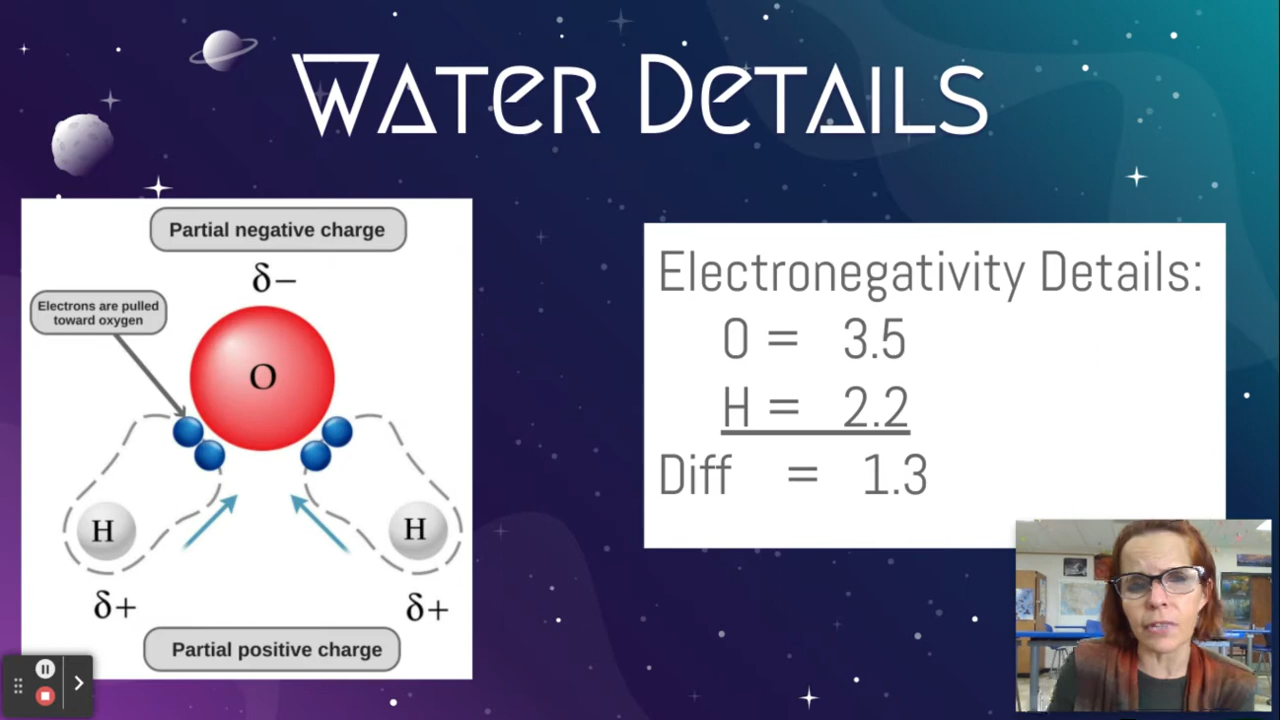 Water Details
Partial negative charge
δ−
Electrons are pulled
toward oxygen
O
H
H
δ+
δ+
Partial positive charge
Electronegativity Details:
O = 3.5
H = 2.2
Diff = 1.3